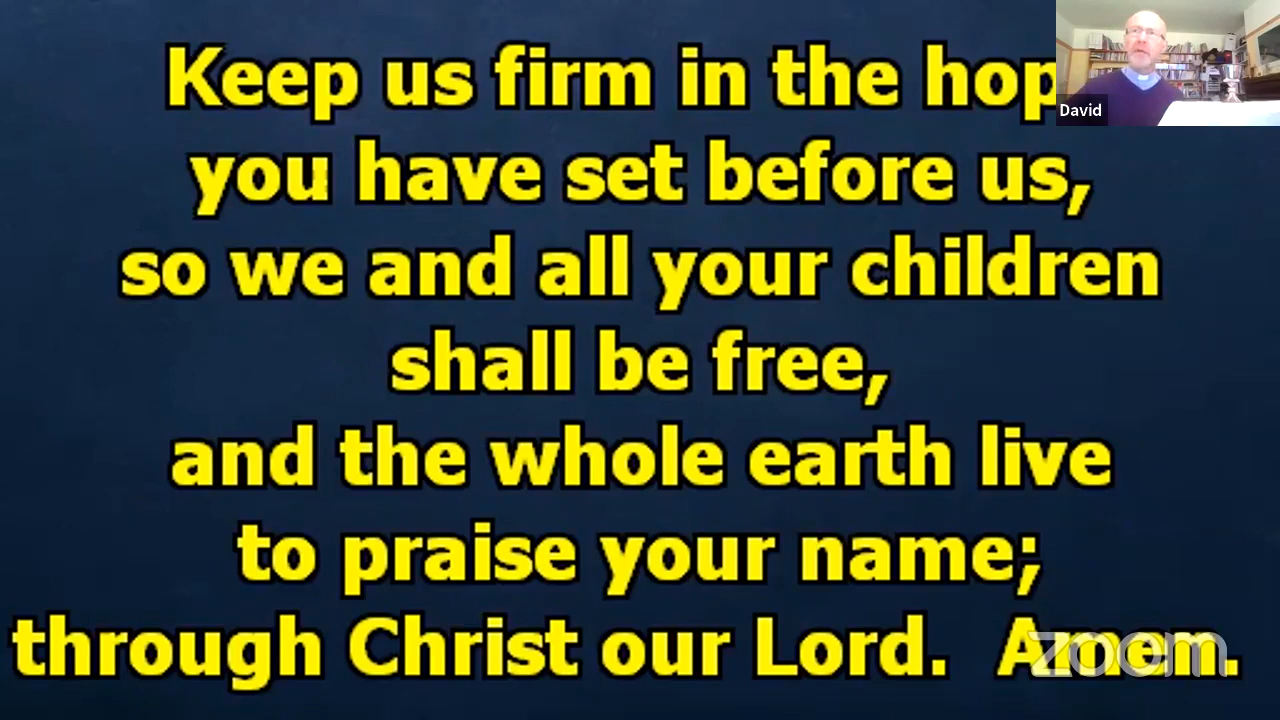 Keep us firm in the hop
you have set before us,
so we and all your children
shall be free,
and the whole earth live
to praise your name;
through Christ our Lord. Amen.
David
zoom